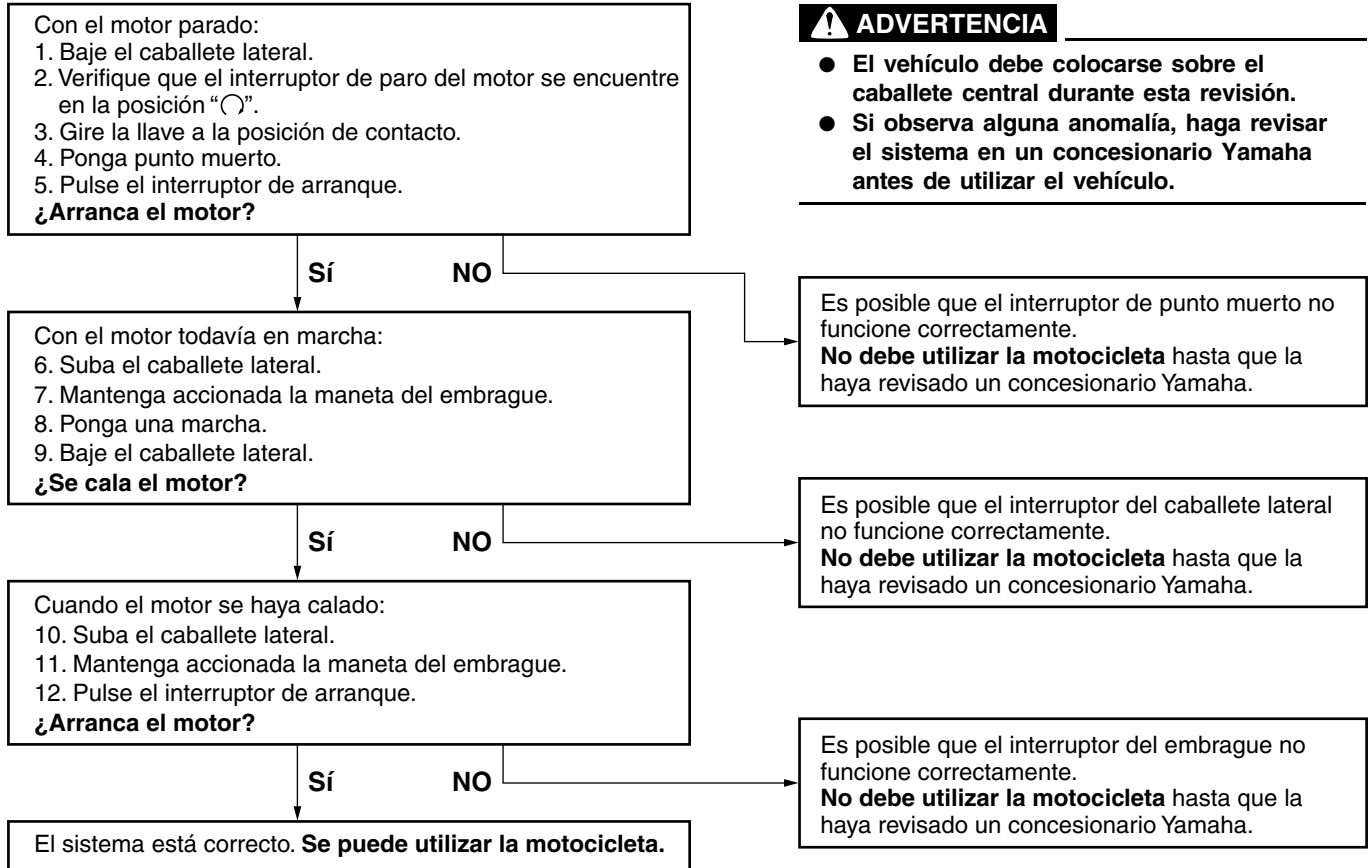 Con el motor parado:
1. Baje el caballete lateral.
2. Verifique que el interruptor de paro del motor se encuentre
en la posición “○”.
3. Gire la llave a la posición de contacto.
4. Ponga punto muerto.
5. Pulse el interruptor de arranque.
¿Arranca el motor?
ADVERTENCIA
● El vehículo debe colocarse sobre el
caballete central durante esta revisión.
● Si observa alguna anomalía, haga revisar
el sistema en un concesionario Yamaha
antes de utilizar el vehículo.
Sí NO
Es posible que el interruptor de punto muerto no
funcione correctamente.
No debe utilizar la motocicleta hasta que la
haya revisado un concesionario Yamaha.
Con el motor todavía en marcha:
6. Suba el caballete lateral.
7. Mantenga accionada la maneta del embrague.
8. Ponga una marcha.
9. Baje el caballete lateral.
¿Se cala el motor?
Sí NO
Es posible que el interruptor del caballete lateral
no funcione correctamente.
No debe utilizar la motocicleta hasta que la
haya revisado un concesionario Yamaha.
Cuando el motor se haya calado:
10. Suba el caballete lateral.
11. Mantenga accionada la maneta del embrague.
12. Pulse el interruptor de arranque.
¿Arranca el motor?
Sí NO
Es posible que el interruptor del embrague no
funcione correctamente.
No debe utilizar la motocicleta hasta que la
haya revisado un concesionario Yamaha.
El sistema está correcto. Se puede utilizar la motocicleta.